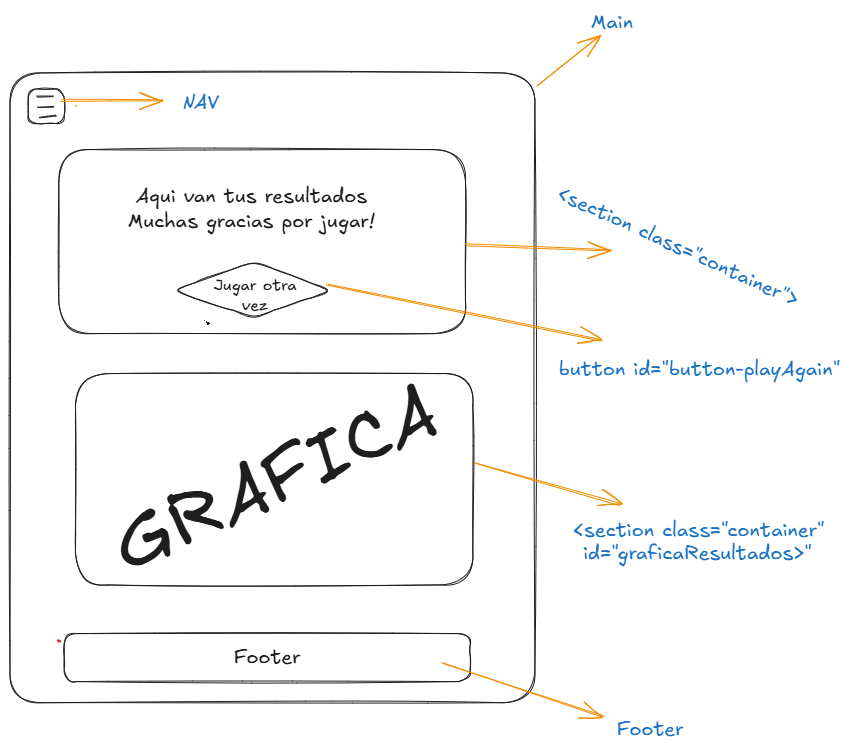 Main
NAV
Aqui van tus resultados
Muchas gracias por jugar!
<section class="container">
Jugar otra
vez
button id="button-playAgain"
GRAFICA
<section class="container"
id="graficaResultados>"
Footer
Footer